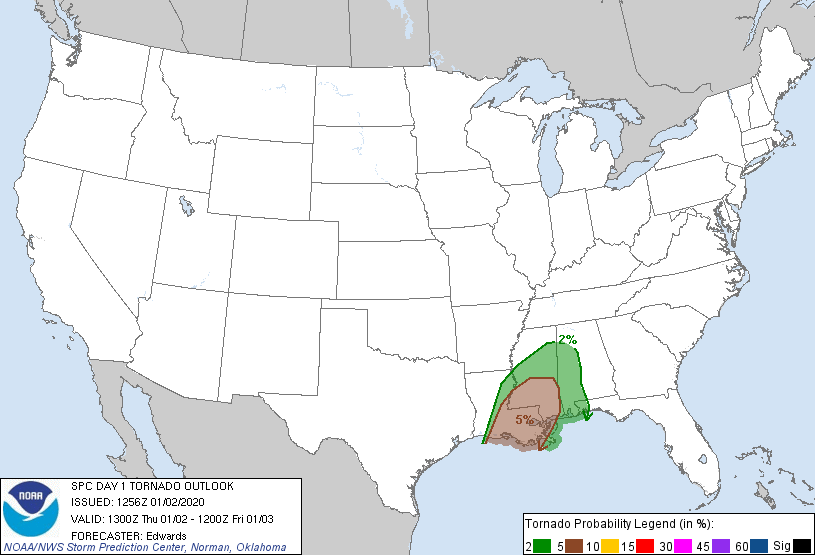 2%
5%
NOAA
SPC DAY 1 TORNADO OUTLOOK
ISSUED: 1256Z 01/02/2020
VALID: 1300Z Thu 01/02 - 1200Z Fri 01/03
FORECASTER: Edwards
NOAA/NWS Storm Prediction Center, Norman, Oklahoma
Tornado Probability Legend (in %):
2 5 10 15 30 45 60 Sig